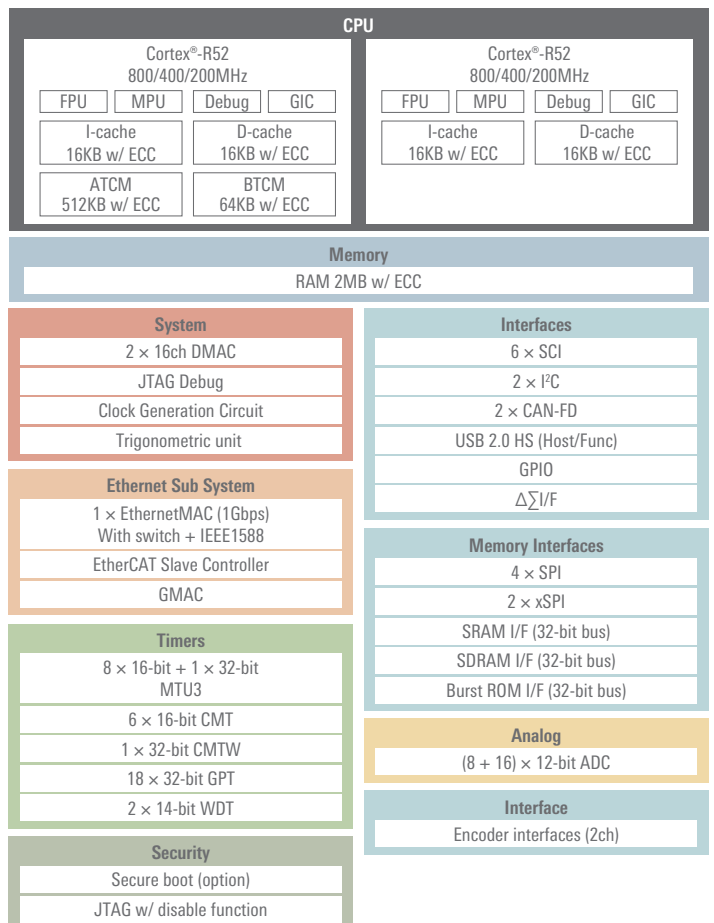 CPU
Cortex®-R52
800/400/200MHz
FPU MPU Debug GIC
I-cache
16KB w/ ECC
D-cache
16KB w/ ECC
ATCM
512KB w/ ECC
BTCM
64KB w/ ECC
Cortex®-R52
800/400/200MHz
FPU MPU Debug GIC
I-cache
16KB w/ ECC
D-cache
16KB w/ ECC
Memory
RAM 2MB w/ ECC
System
2 × 16ch DMAC
JTAG Debug
Clock Generation Circuit
Trigonometric unit
Ethernet Sub System
1 × EthernetMAC (1Gbps)
With switch + IEEE1588
EtherCAT Slave Controller
GMAC
Timers
8 × 16-bit + 1 × 32-bit
MTU3
6 × 16-bit CMT
1 × 32-bit CMTW
18 × 32-bit GPT
2 × 14-bit WDT
Security
Secure boot (option)
JTAG w/ disable function
Interfaces
6 × SCI
2 × I²C
2 × CAN-FD
USB 2.0 HS (Host/Func)
GPIO
Δ∑I/F
Memory Interfaces
4 × SPI
2 × xSPI
SRAM I/F (32-bit bus)
SDRAM I/F (32-bit bus)
Burst ROM I/F (32-bit bus)
Analog
(8 + 16) × 12-bit ADC
Interface
Encoder interfaces (2ch)